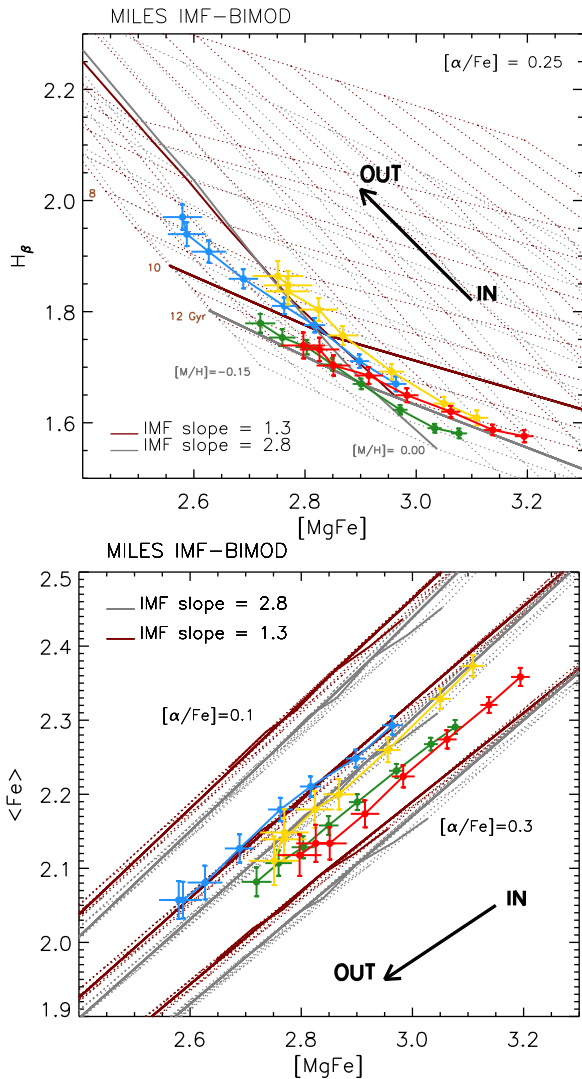 MILES IMF-BIMOD
[α/Fe] = 0.25
2.2
OUT
2.0
8
Hβ
IN
10
1.8
12 Gyr
[M/H]=-0.15
1.6
IMF slope = 1.3
IMF slope = 2.8
[M/H]= 0.00
2.6 2.8 3.0 3.2
[MgFe]
MILES IMF-BIMOD
2.5
IMF slope = 2.8
IMF slope = 1.3
2.4
[α/Fe]=0.1
2.3
<Fe>
2.2
[α/Fe]=0.3
2.1
IN
2.0
OUT
1.9
2.6 2.8 3.0 3.2
[MgFe]